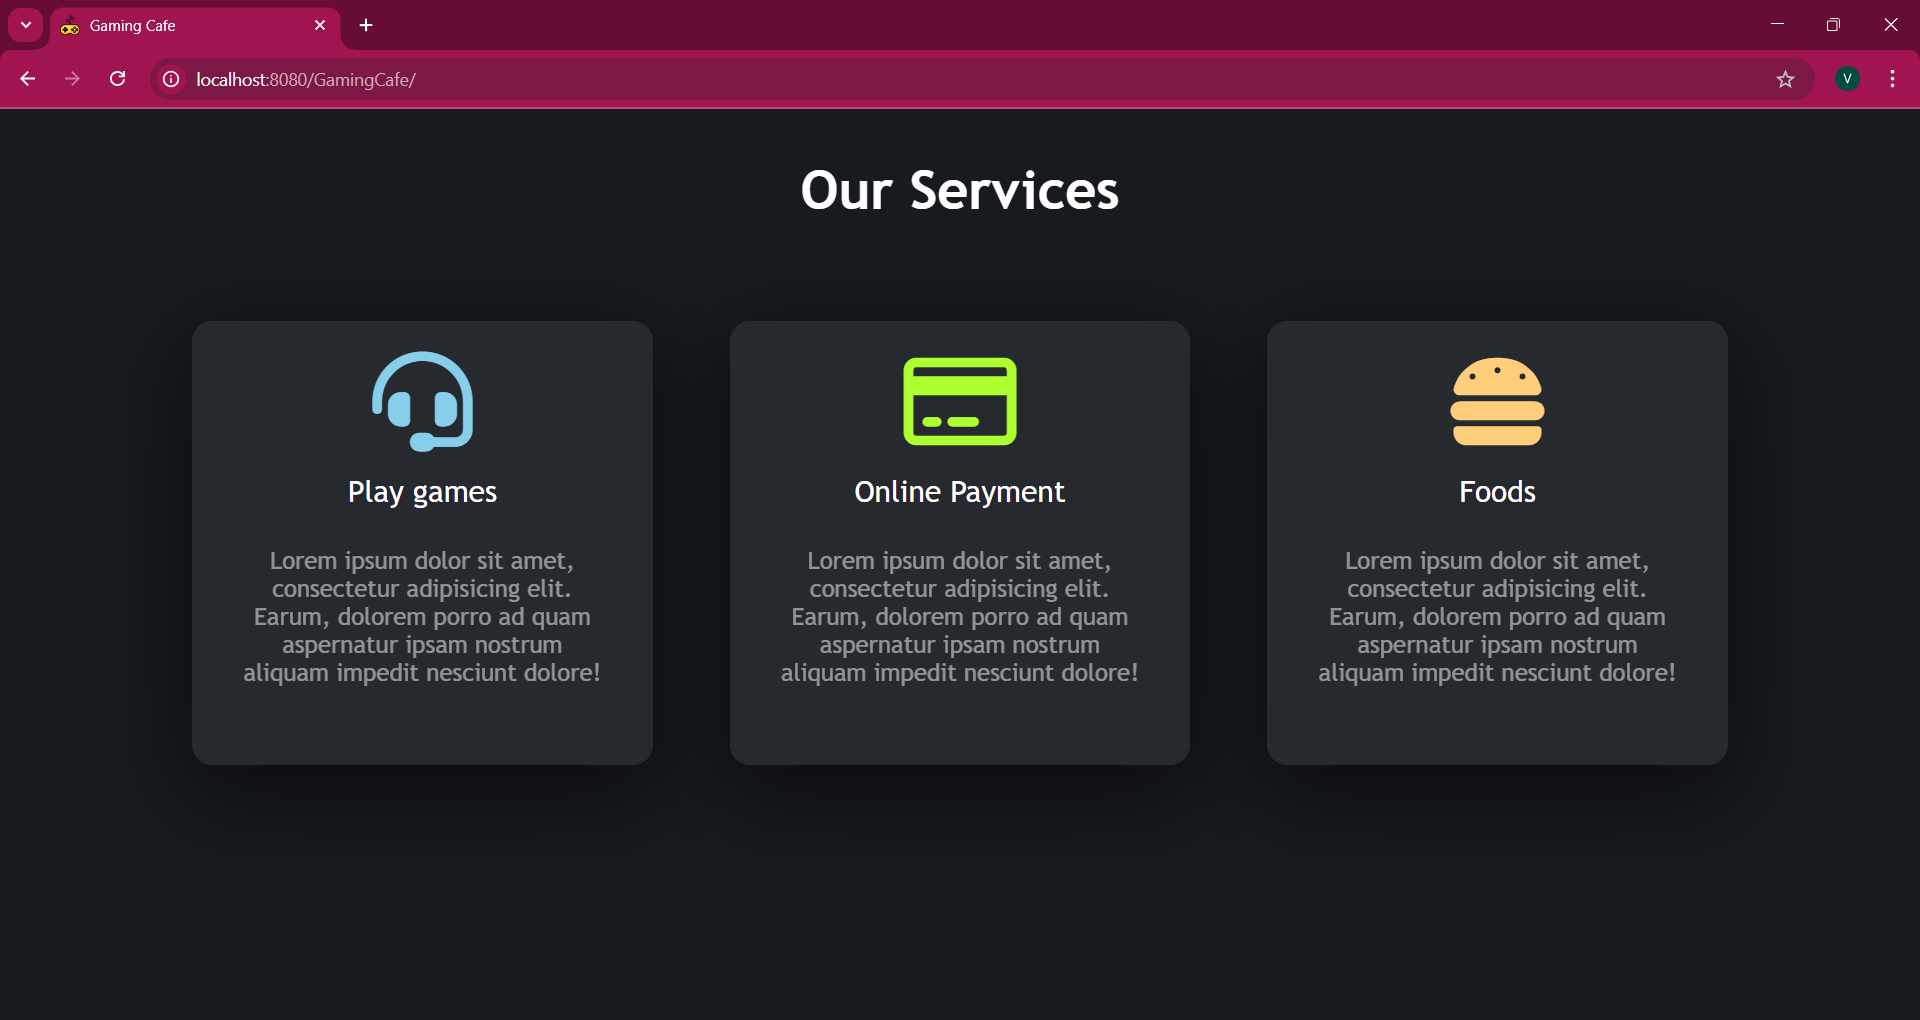 Gaming Cafe
localhost:8080/GamingCafe/
V
Our Services
Play games
Lorem ipsum dolor sit amet,
consectetur adipisicing elit.
Earum, dolorem porro ad quam
aspernatur ipsam nostrum
aliquam impedit nesciunt dolore!
Online Payment
Lorem ipsum dolor sit amet,
consectetur adipisicing elit.
Earum, dolorem porro ad quam
aspernatur ipsam nostrum
aliquam impedit nesciunt dolore!
Foods
Lorem ipsum dolor sit amet,
consectetur adipisicing elit.
Earum, dolorem porro ad quam
aspernatur ipsam nostrum
aliquam impedit nesciunt dolore!